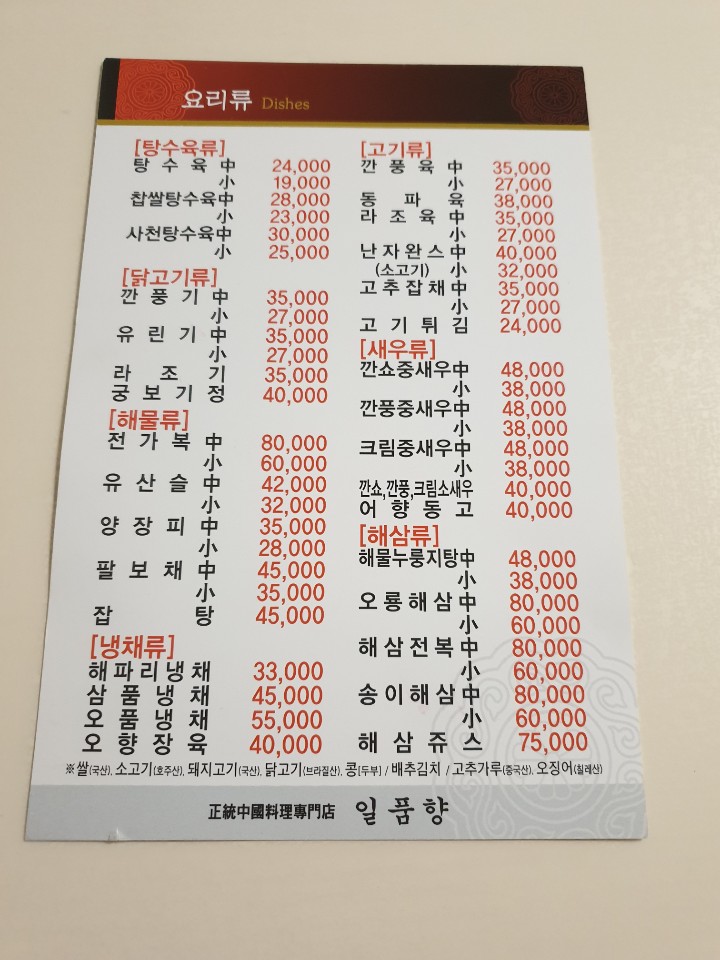 요리류 Dishes
[탕수육류]
탕수육 中 24,000
小 19,000
찹쌀탕수육中 28,000
小 23,000
사천탕수육中 30,000
小 25,000
[닭고기류]
깐풍기 中 35,000
小 27,000
유린기 中 35,000
小 27,000
라조기 35,000
궁보기정 40,000
[해물류]
전가복 中 80,000
小 60,000
유산슬 中 42,000
小 32,000
양장피 中 35,000
小 28,000
팔보채 中 45,000
小 35,000
잡탕 45,000
[냉채류]
해파리냉채 33,000
삼품냉채 45,000
오품냉채 55,000
오향장육 40,000
[고기류]
깐풍육 中 35,000
小 27,000
동파육 38,000
라조육 中 35,000
小 27,000
난자완스 中 40,000
(소고기) 小 32,000
고추잡채 中 35,000
小 27,000
고기튀김 24,000
[새우류]
깐쇼중새우中 48,000
小 38,000
깐풍중새우中 48,000
小 38,000
크림중새우中 48,000
小 38,000
깐쇼,깐풍,크림소새우 40,000
어향동고 40,000
[해삼류]
해물누룽지탕中 48,000
小 38,000
오룡해삼 中 80,000
小 60,000
해삼전복 中 80,000
小 60,000
송이해삼 中 80,000
小 60,000
해삼쥬스 75,000
※쌀(국산), 소고기(호주산), 돼지고기(국산), 닭고기(브라질산), 콩[두부] / 배추김치 / 고추가루(중국산), 오징어(칠레산)
正統中國料理專門店 일품향